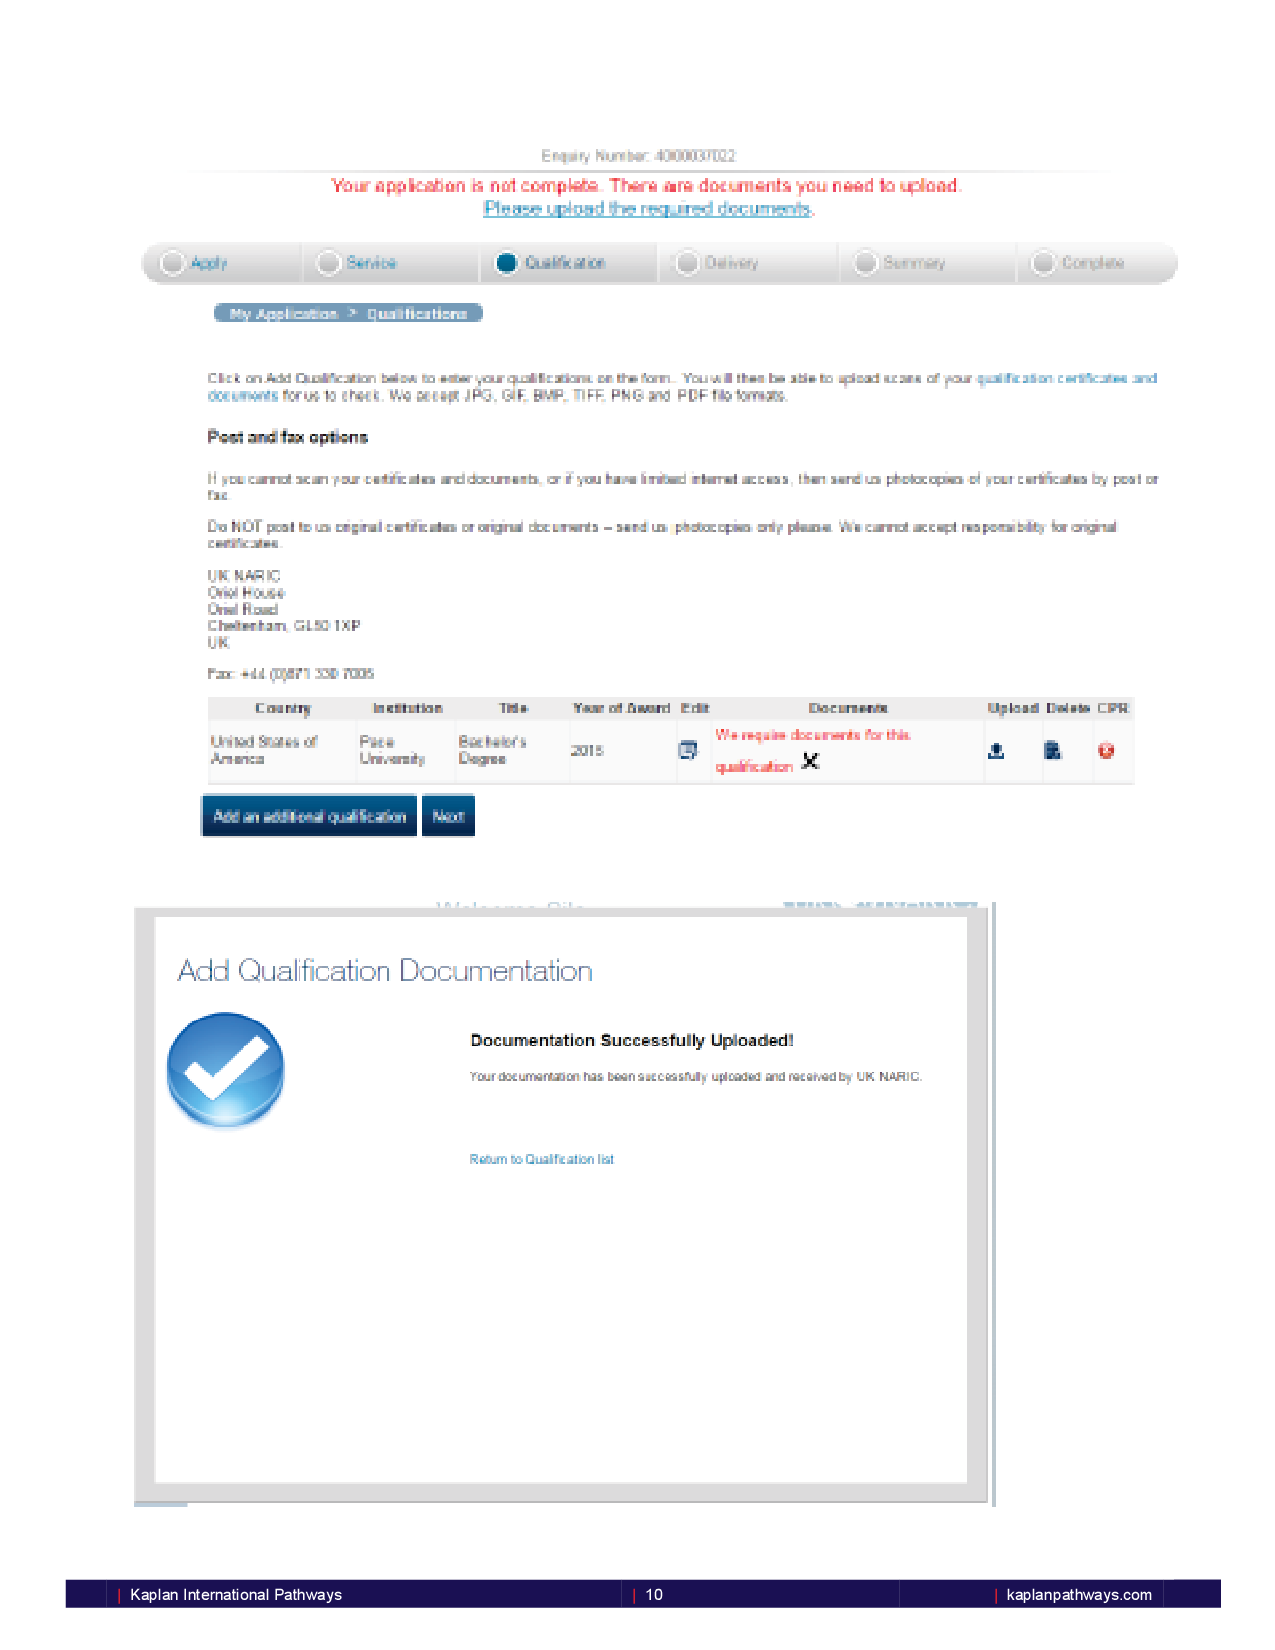 Enquiry Number: 40000037022
Your application is not complete. There are documents you need to upload.
Please upload the required documents.
Apply Service Qualification Delivery Summary Complete
My Application > Qualifications
Click on Add Qualification below to enter your qualifications on the form. You will then be able to upload scans of your qualification certificates and
documents for us to check. We accept JPG, GIF, BMP, TIFF, PNG and PDF file formats.
Post and fax options
If you cannot scan your certificates and documents, or if you have limited internet access, then send us photocopies of your certificates by post or
fax.
Do NOT post to us original certificates or original documents – send us photocopies only please. We cannot accept responsibility for original
certificates.
UK NARIC
Oriel House
Oriel Road
Cheltenham, GL50 1XP
UK
Fax: +44 (0)871 330 7005
Country Institution Title Year of Award Edit Documents Upload Delete CPR
United States of America Pace University Bachelor's Degree We require documents for this qualification
Add an additional qualification Next
Add Qualification Documentation
Documentation Successfully Uploaded!
Your documentation has been successfully uploaded and received by UK NARIC.
Return to Qualification list
| Kaplan International Pathways | 10 | kaplanpathways.com